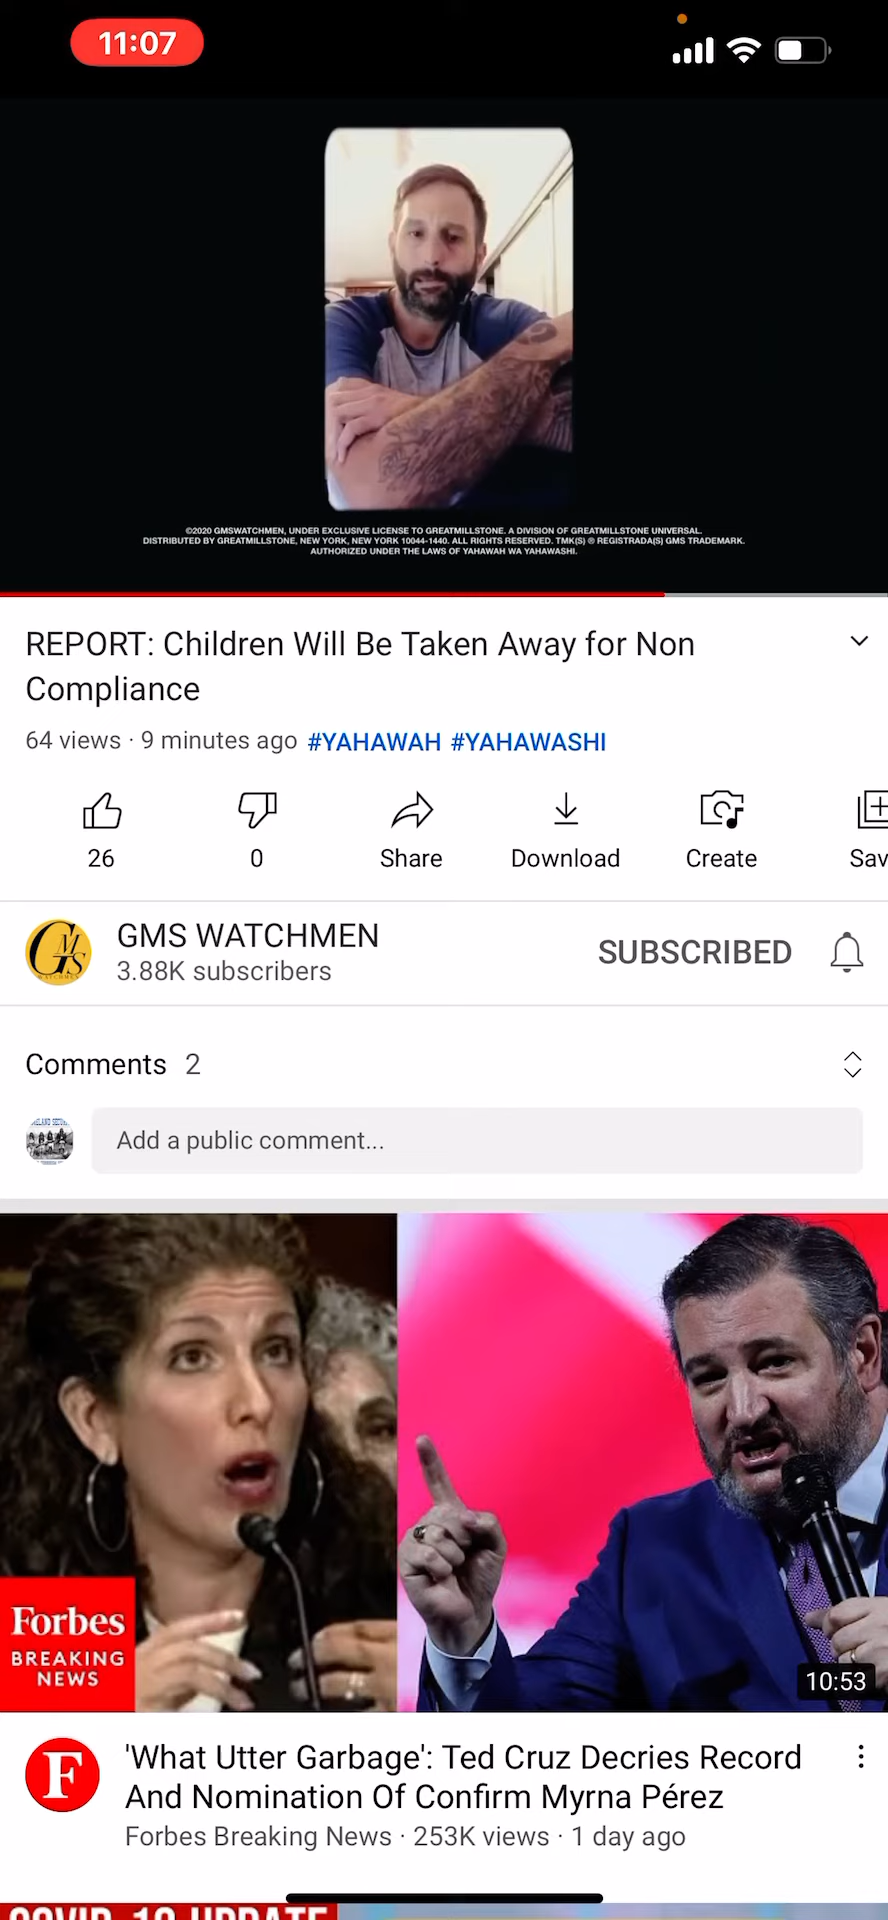 11:07
©2020 GMSWATCHMEN, UNDER EXCLUSIVE LICENSE TO GREATMILLSTONE. A DIVISION OF GREATMILLSTONE UNIVERSAL.
DISTRIBUTED BY GREATMILLSTONE, NEW YORK, NEW YORK 10044-1440. ALL RIGHTS RESERVED. TMK(S) ® REGISTRADA(S) GMS TRADEMARK.
AUTHORIZED UNDER THE LAWS OF YAHAWAH WA YAHAWASHI.
REPORT: Children Will Be Taken Away for Non
Compliance
64 views · 9 minutes ago #YAHAWAH #YAHAWASHI
26
0
Share
Download
Create
Sav
GMS
GMS WATCHMEN
3.88K subscribers
SUBSCRIBED
Comments 2
Add a public comment...
Forbes
BREAKING
NEWS
10:53
F
'What Utter Garbage': Ted Cruz Decries Record
And Nomination Of Confirm Myrna Pérez
Forbes Breaking News · 253K views · 1 day ago
COVID-19 UPDATE